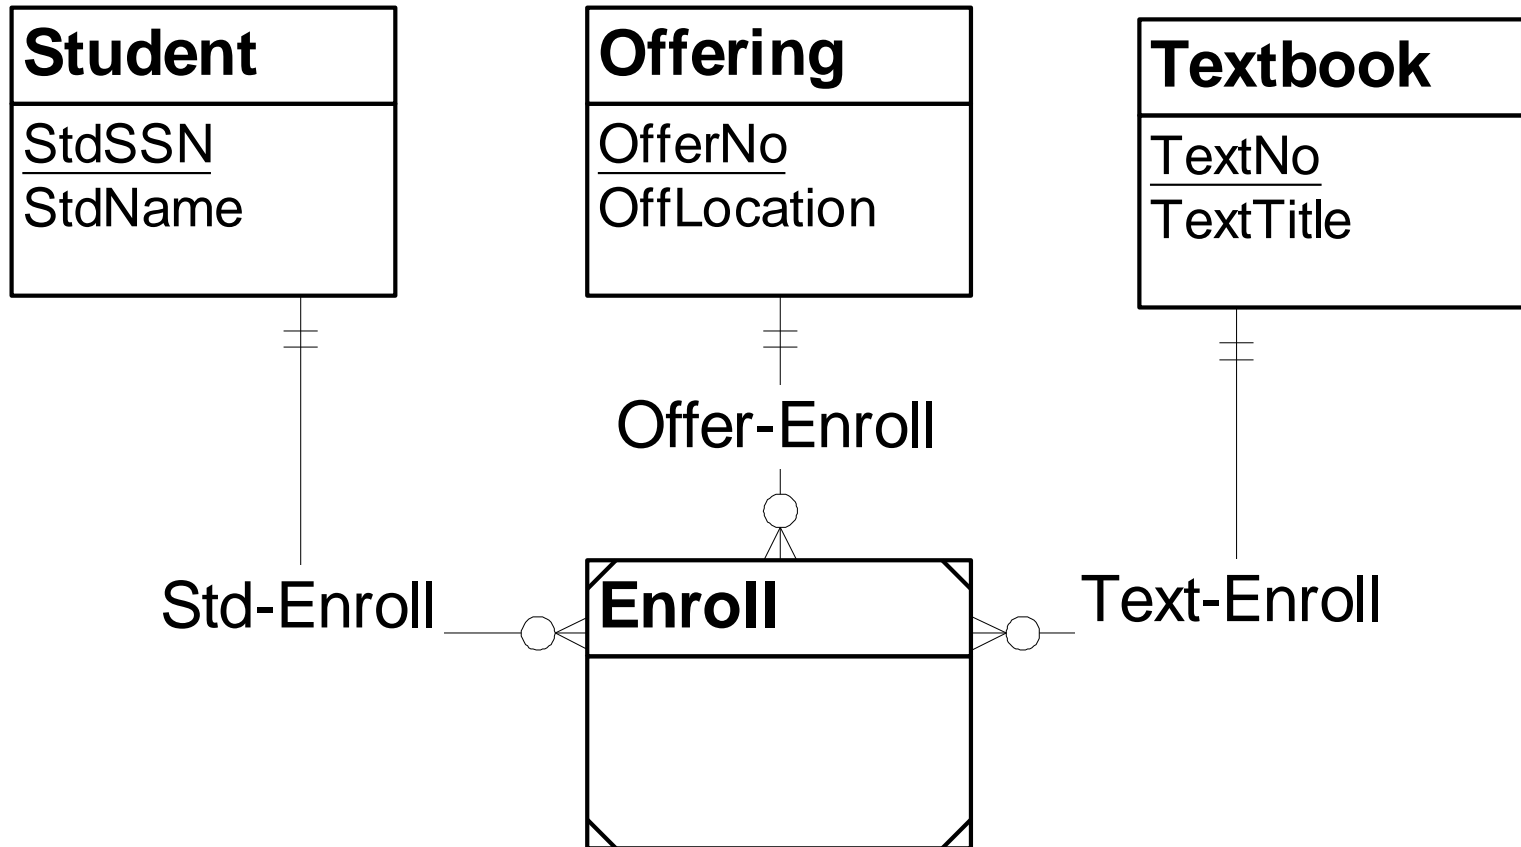 Student
StdSSN
StdName
Offering
OfferNo
OffLocation
Textbook
TextNo
TextTitle
Offer-Enroll
Std-Enroll
Enroll
Text-Enroll